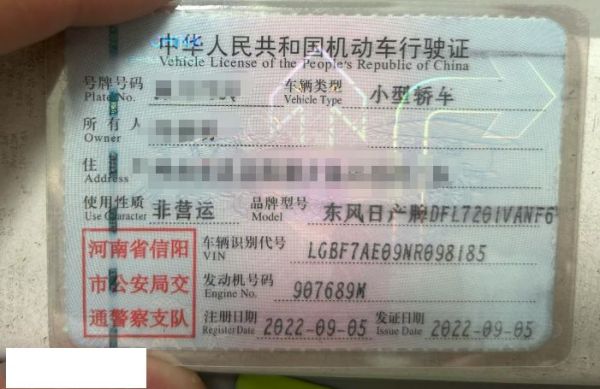 中华人民共和国机动车行驶证
Vehicle License of the People's Republic of China
号牌号码 Plate No. 车辆类型 Vehicle Type 小型轿车
所有人 Owner
住 Address
使用性质 Use Character 非营运 品牌型号 Model 东风日产牌DFL7201VANF6
河南省信阳
市公安局交
通警察支队
车辆识别代号 VIN LGBF7AE09NR098185
发动机号码 Engine No. 907689M
注册日期 Register Date 2022-09-05 发证日期 Issue Date 2022-09-05